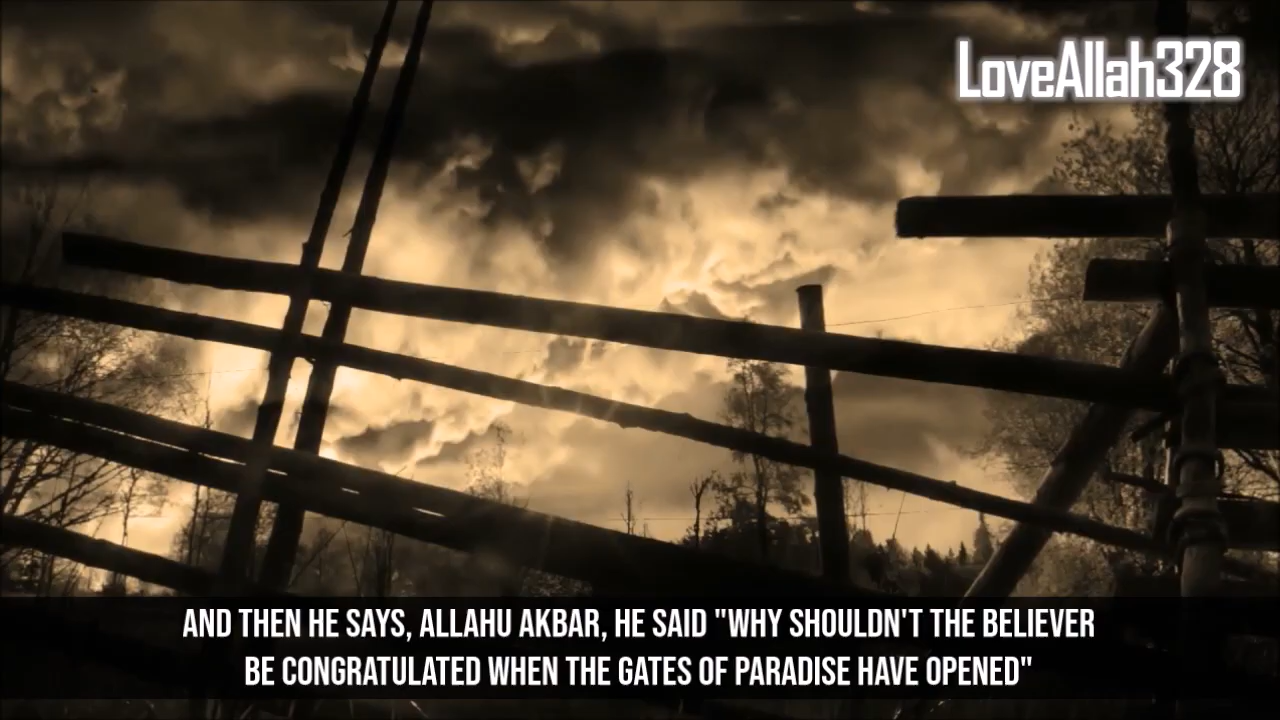 LoveAllah328
AND THEN HE SAYS, ALLAHU AKBAR, HE SAID "WHY SHOULDN'T THE BELIEVER
BE CONGRATULATED WHEN THE GATES OF PARADISE HAVE OPENED"